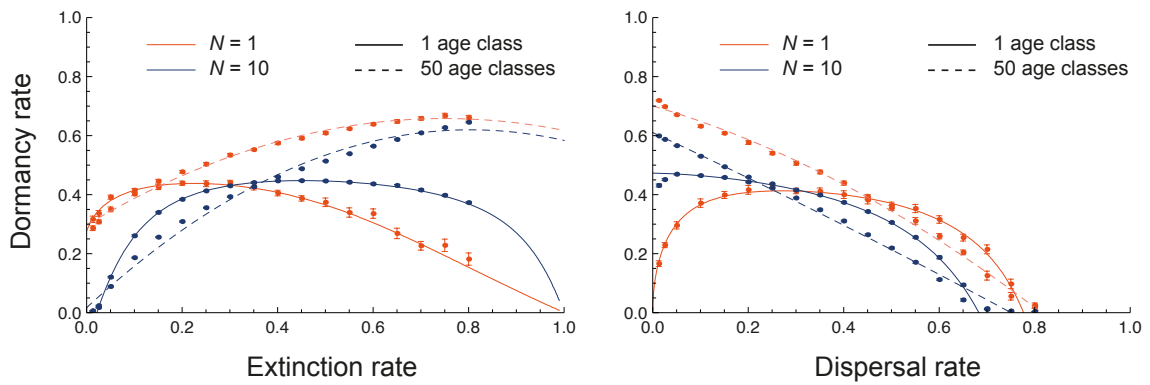 1.0
0.8
0.6
0.4
0.2
0.0
0.0 0.2 0.4 0.6 0.8 1.0
Dormancy rate
Extinction rate
N = 1
N = 10
1 age class
50 age classes
1.0
0.8
0.6
0.4
0.2
0.0
0.0 0.2 0.4 0.6 0.8 1.0
Dispersal rate
N = 1
N = 10
1 age class
50 age classes